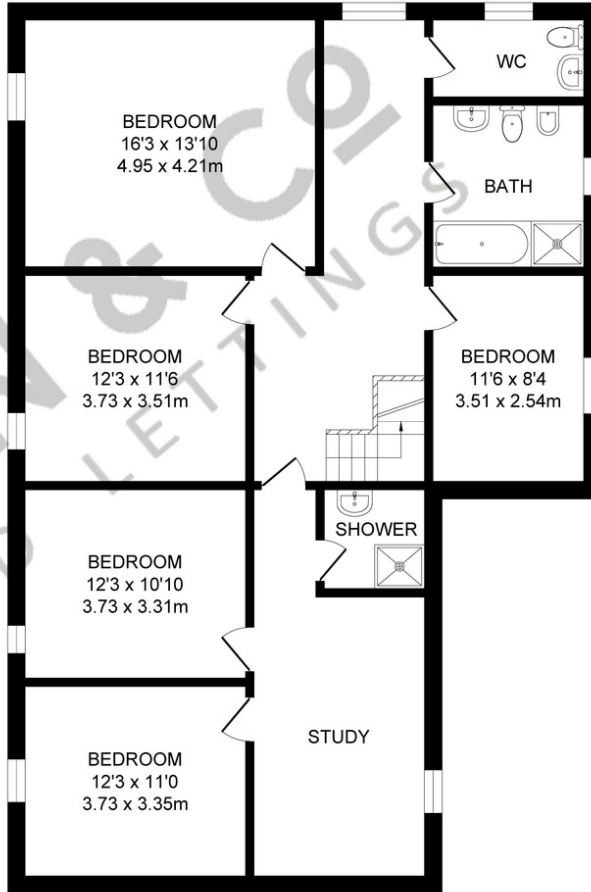 WC
BEDROOM
16'3 x 13'10
4.95 x 4.21m
BATH
BEDROOM
12'3 x 11'6
3.73 x 3.51m
BEDROOM
11'6 x 8'4
3.51 x 2.54m
SHOWER
BEDROOM
12'3 x 10'10
3.73 x 3.31m
STUDY
BEDROOM
12'3 x 11'0
3.73 x 3.35m
& CO
LETTINGS